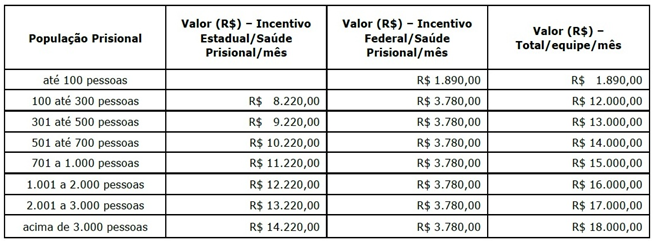 População Prisional
Valor (R$) – Incentivo
Estadual/Saúde
Prisional/mês
Valor (R$) – Incentivo
Federal/Saúde
Prisional/mês
Valor (R$) –
Total/equipe/mês
até 100 pessoas R$ 1.890,00 R$ 1.890,00
100 até 300 pessoas R$ 8.220,00 R$ 3.780,00 R$ 12.000,00
301 até 500 pessoas R$ 9.220,00 R$ 3.780,00 R$ 13.000,00
501 até 700 pessoas R$ 10.220,00 R$ 3.780,00 R$ 14.000,00
701 a 1.000 pessoas R$ 11.220,00 R$ 3.780,00 R$ 15.000,00
1.001 a 2.000 pessoas R$ 12.220,00 R$ 3.780,00 R$ 16.000,00
2.001 a 3.000 pessoas R$ 13.220,00 R$ 3.780,00 R$ 17.000,00
acima de 3.000 pessoas R$ 14.220,00 R$ 3.780,00 R$ 18.000,00